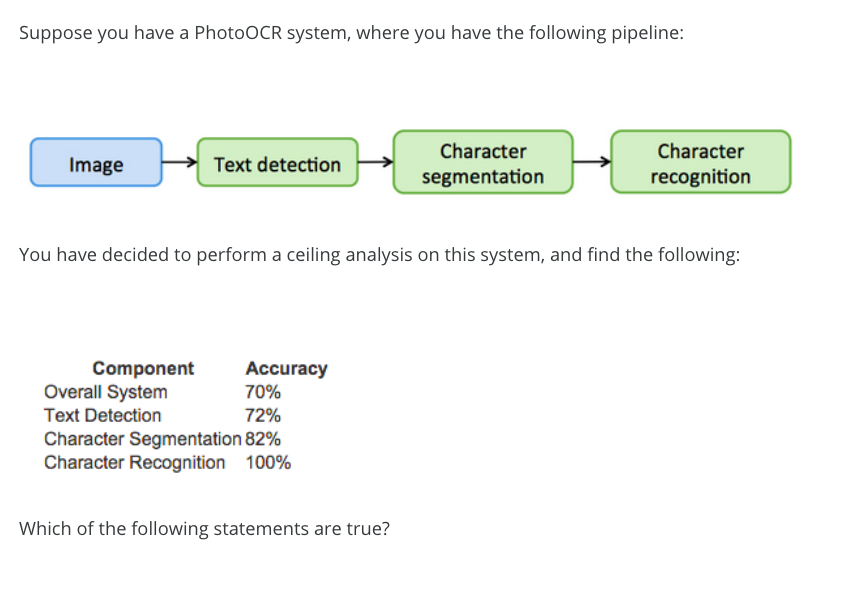 Suppose you have a PhotoOCR system, where you have the following pipeline:
Image
Text detection
Character
segmentation
Character
recognition
You have decided to perform a ceiling analysis on this system, and find the following:
Component Accuracy
Overall System 70%
Text Detection 72%
Character Segmentation 82%
Character Recognition 100%
Which of the following statements are true?